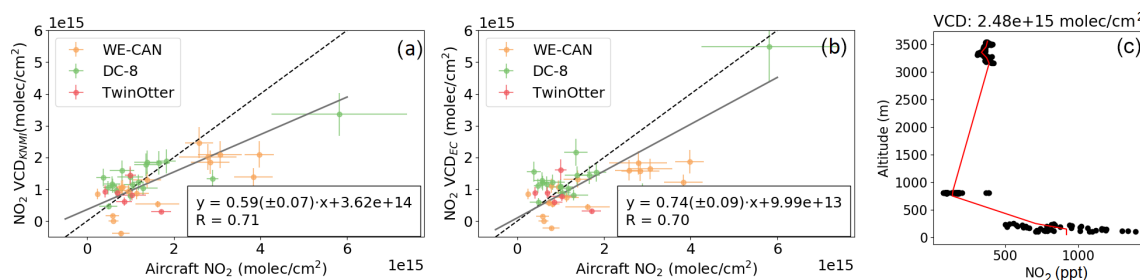 1e15
(a)
WE-CAN
DC-8
TwinOtter
y = 0.59(±0.07)·x+3.62e+14
R = 0.71
NO₂ VCD_KNMI (molec/cm²)
6
5
4
3
2
1
0
0 2 4 6
1e15
Aircraft NO₂ (molec/cm²)
1e15
(b)
WE-CAN
DC-8
TwinOtter
y = 0.74(±0.09)·x+9.99e+13
R = 0.70
NO₂ VCD_EC (molec/cm²)
6
5
4
3
2
1
0
0 2 4 6
1e15
Aircraft NO₂ (molec/cm²)
VCD: 2.48e+15 molec/cm²
(c)
Altitude (m)
3500
3000
2500
2000
1500
1000
500
0
500 1000
NO₂ (ppt)